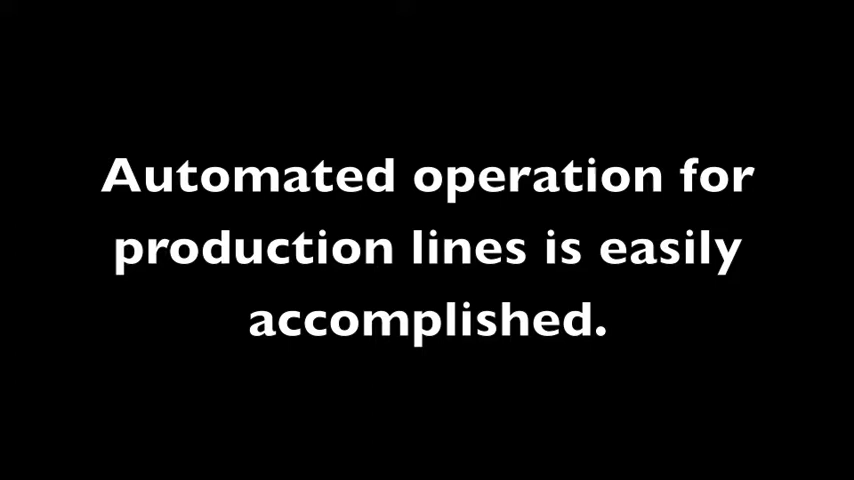 Automated operation for
production lines is easily
accomplished.